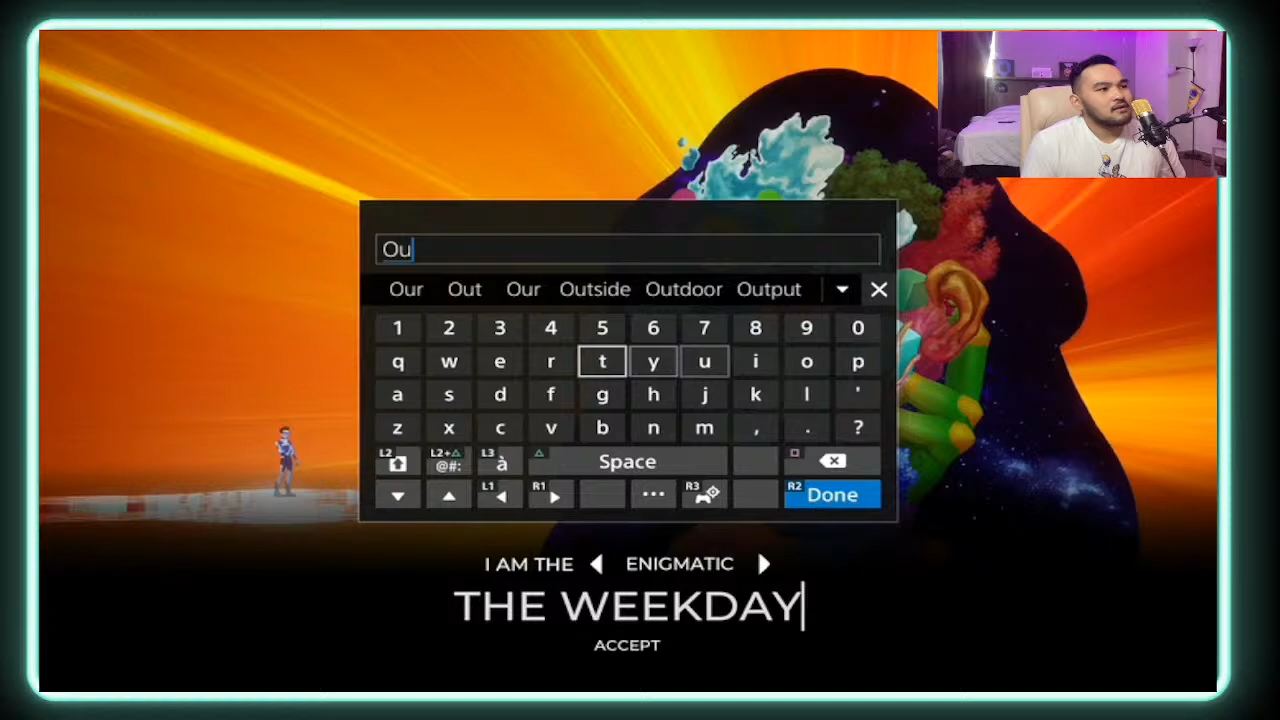 Ou
Our Out Our Outside Outdoor Output
1 2 3 4 5 6 7 8 9 0
q w e r t y u i o p
a s d f g h j k l '
z x c v b n m , . ?
L2 L2+△ @#: L3 à △ Space □
L1 R1 ... R3 R2 Done
I AM THE ENIGMATIC
THE WEEKDAY
ACCEPT